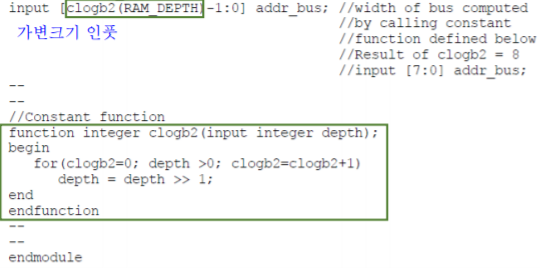 input [clogb2(RAM_DEPTH)-1:0] addr_bus; //width of bus computed
가변크기 인풋
//by calling constant
//function defined below
//Result of clogb2 = 8
//input [7:0] addr_bus;
--
--
//Constant function
function integer clogb2(input integer depth);
begin
for(clogb2=0; depth >0; clogb2=clogb2+1)
depth = depth >> 1;
end
endfunction
--
--
endmodule